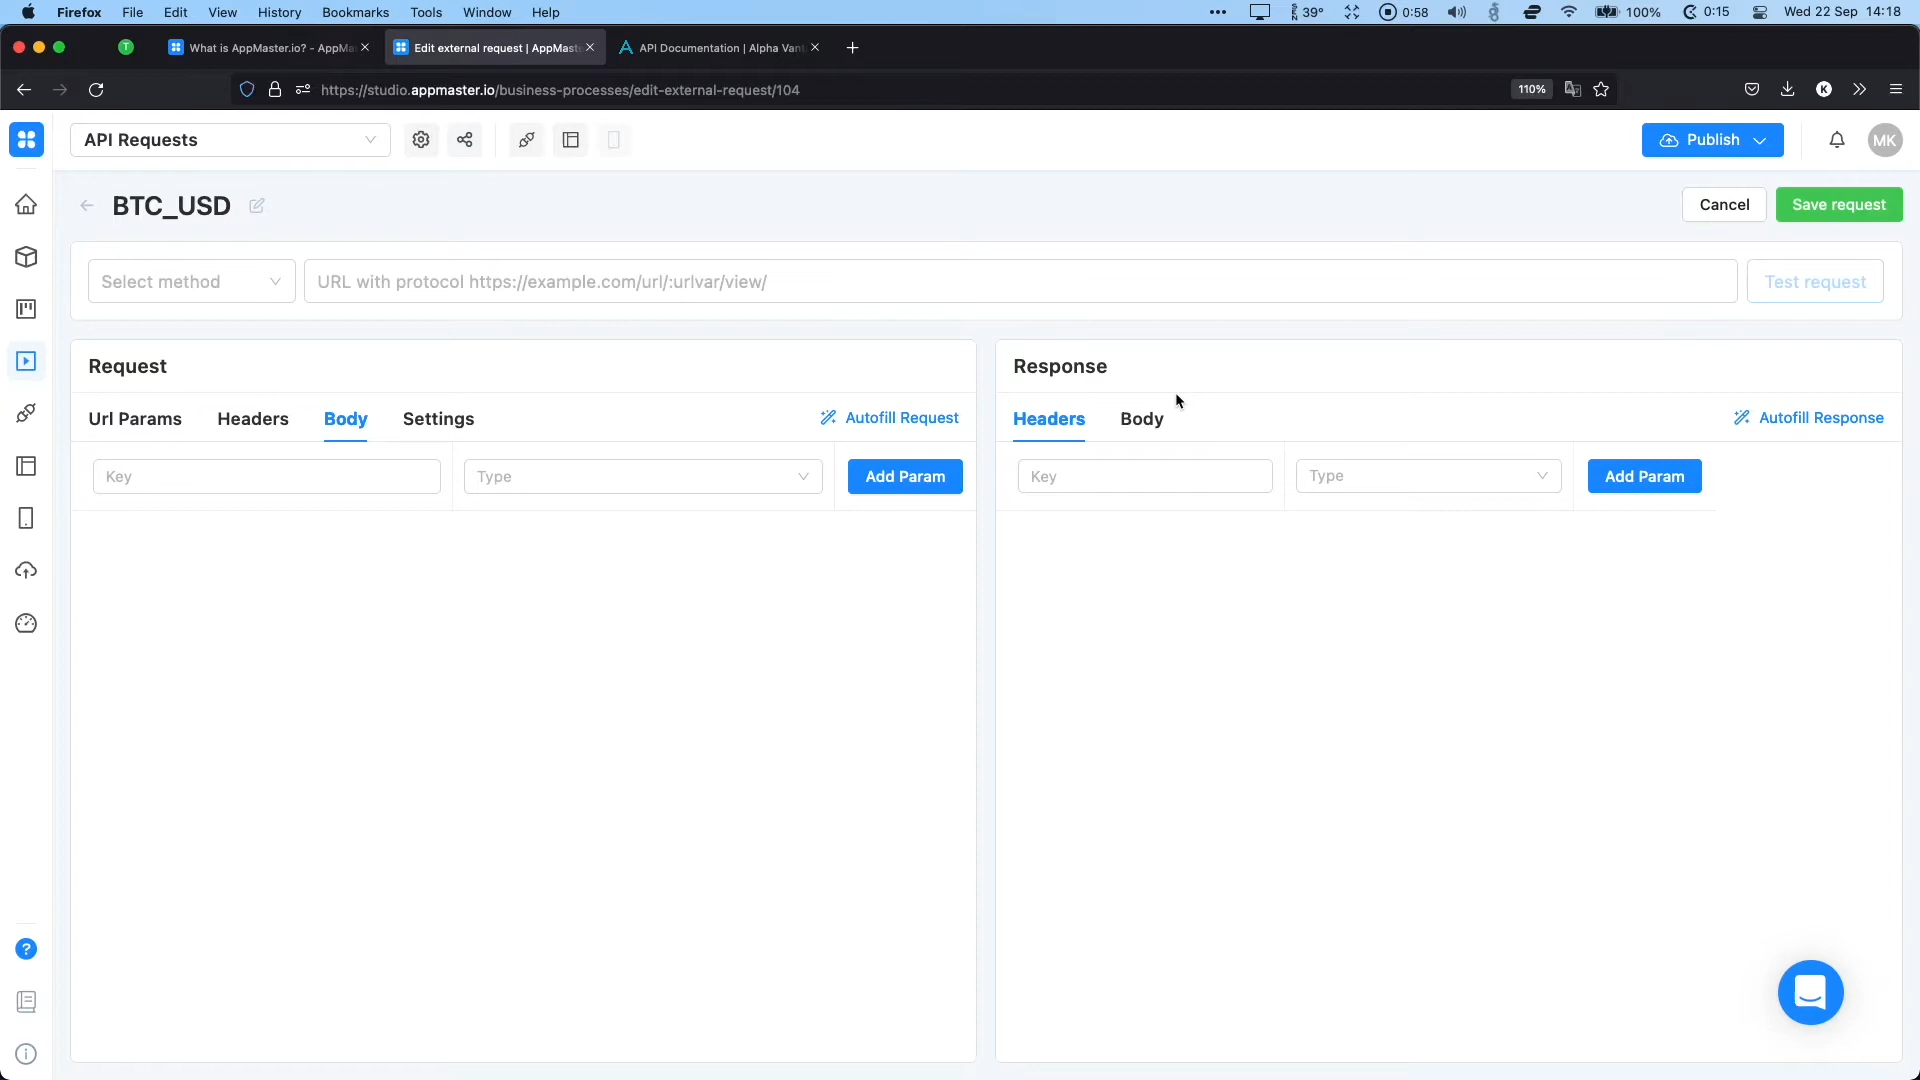 Firefox File Edit View History Bookmarks Tools Window Help ••• 39° 0:58 100% 0:15 Wed 22 Sep 14:18
T What is AppMaster.io? - AppMa Edit external request | AppMast API Documentation | Alpha Vant
https://studio.appmaster.io/business-processes/edit-external-request/104 110% K
API Requests Publish MK
BTC_USD Cancel Save request
Select method URL with protocol https://example.com/url/:urlvar/view/ Test request
Request Response
Url Params Headers Body Settings Autofill Request Headers Body Autofill Response
Key Type Add Param Key Type Add Param
?